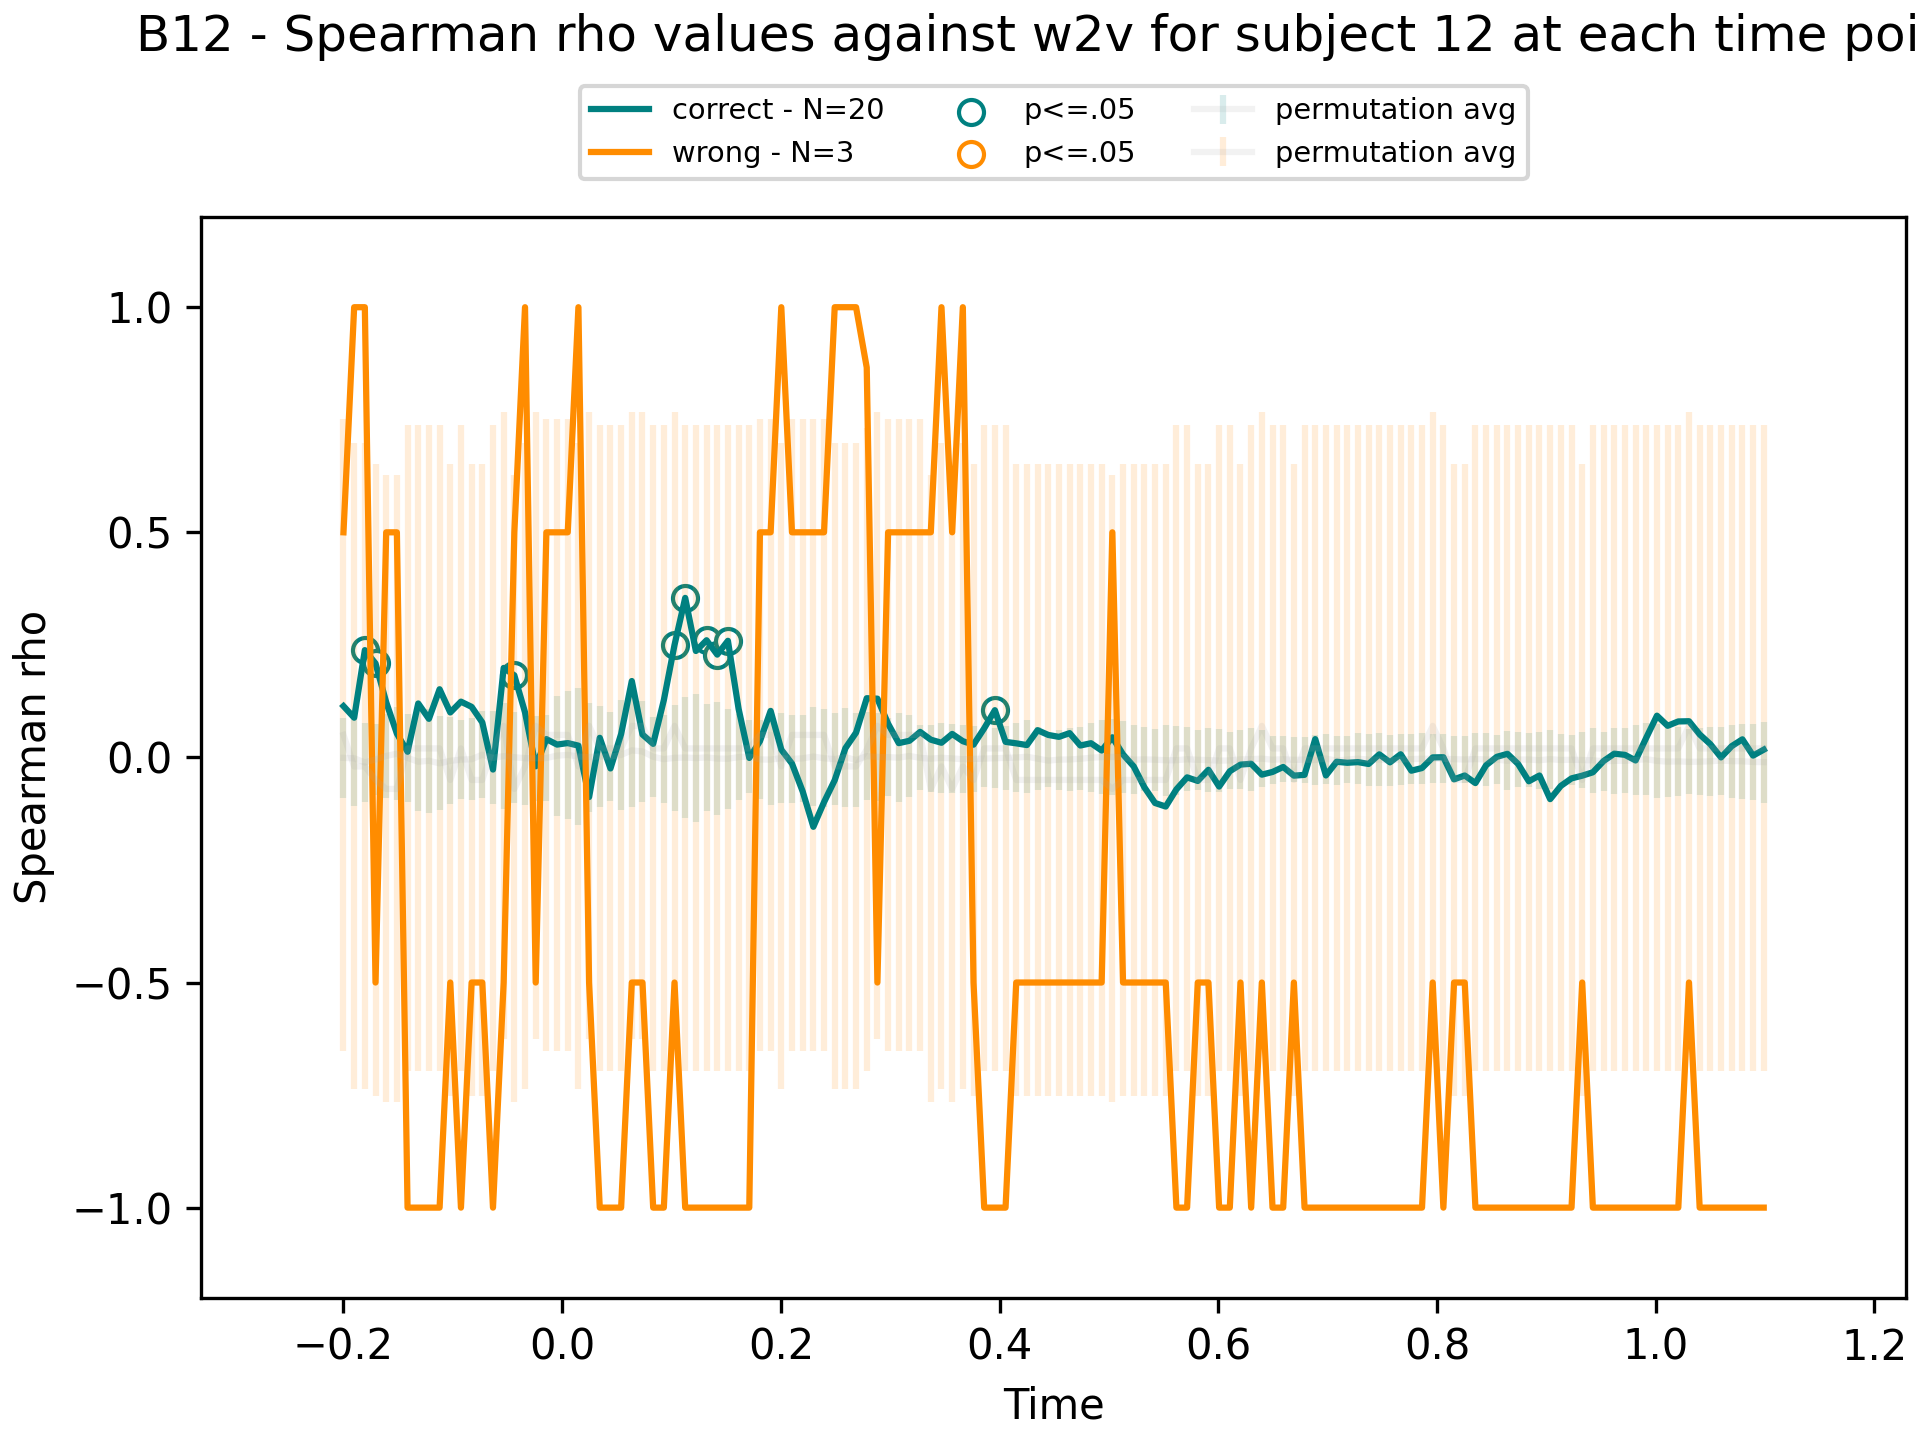 B12 - Spearman rho values against w2v for subject 12 at each time poi
correct - N=20 p<=.05 permutation avg
wrong - N=3 p<=.05 permutation avg
1.0
0.5
0.0
−0.5
−1.0
Spearman rho
−0.2 0.0 0.2 0.4 0.6 0.8 1.0 1.2
Time